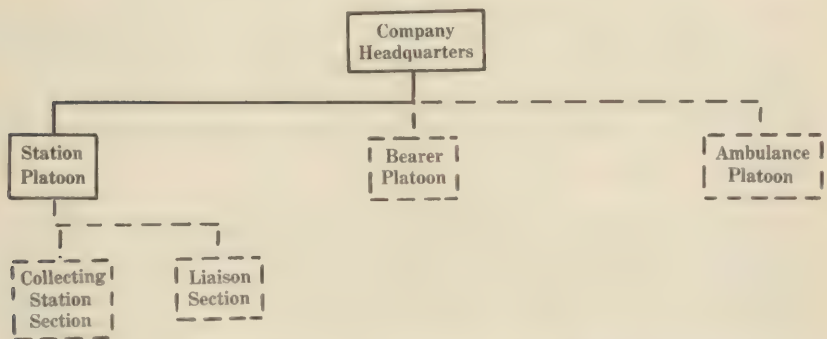 Company
Headquarters
Station
Platoon
Bearer
Platoon
Ambulance
Platoon
Collecting
Station
Section
Liaison
Section